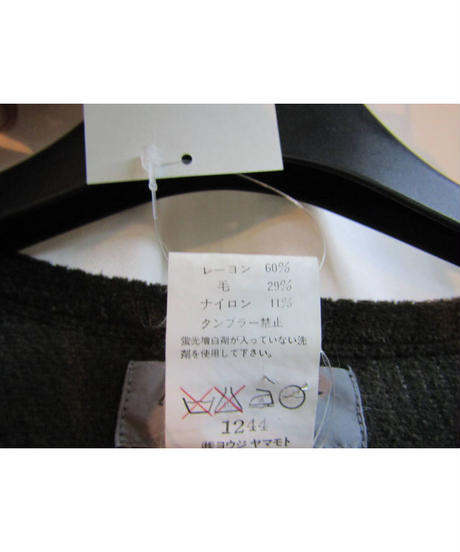 レーヨン 60%
毛 29%
ナイロン 11%
タンブラー禁止
蛍光増白剤が入っていない洗
剤を使用して下さい。
1244
㈱ヨウジ ヤマモト